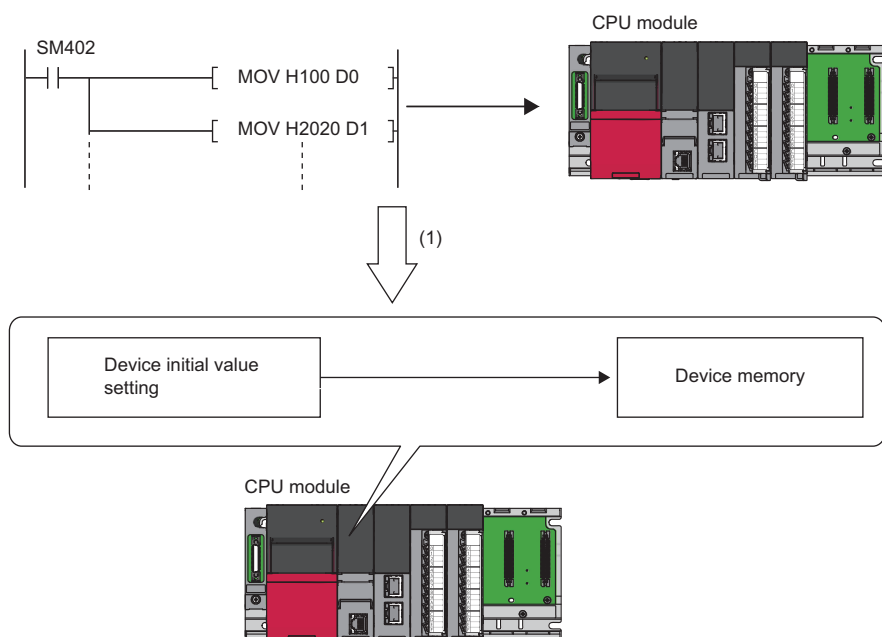 CPU module
SM402
MOV H100 D0
MOV H2020 D1
(1)
Device initial value
setting
Device memory
CPU module